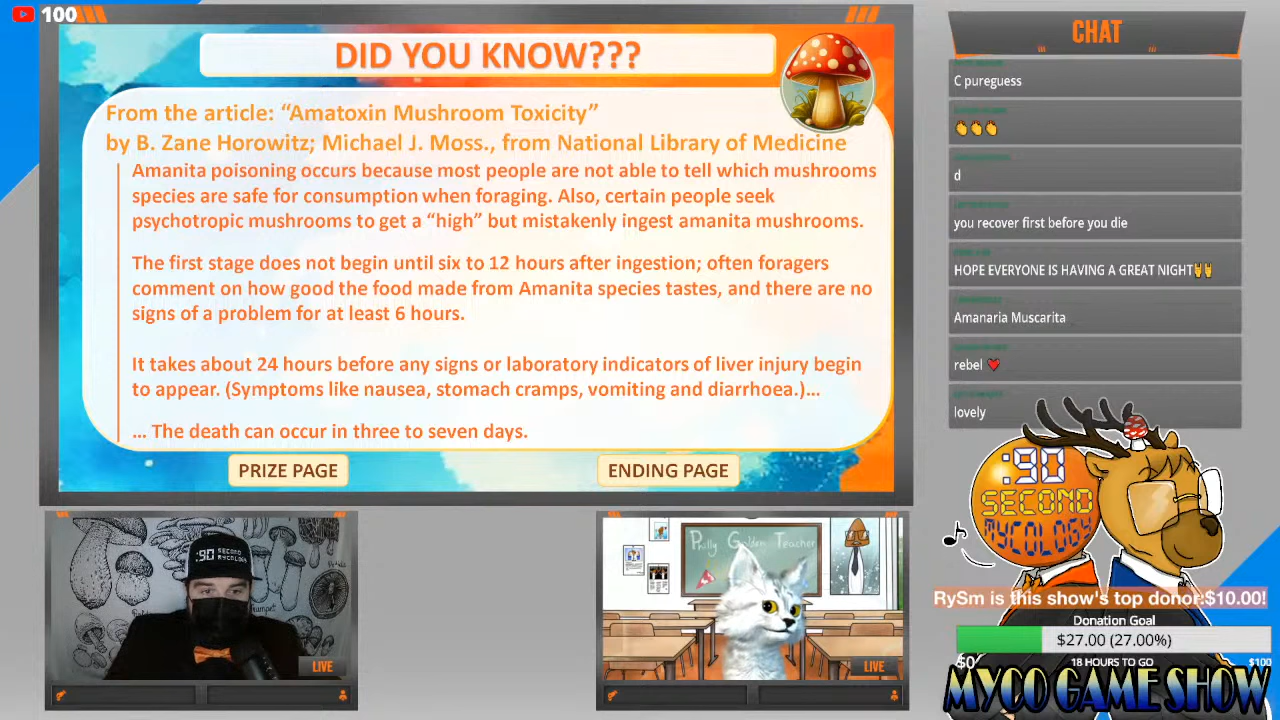 100
DID YOU KNOW???
From the article: “Amatoxin Mushroom Toxicity”
by B. Zane Horowitz; Michael J. Moss., from National Library of Medicine
Amanita poisoning occurs because most people are not able to tell which mushrooms
species are safe for consumption when foraging. Also, certain people seek
psychotropic mushrooms to get a “high” but mistakenly ingest amanita mushrooms.
The first stage does not begin until six to 12 hours after ingestion; often foragers
comment on how good the food made from Amanita species tastes, and there are no
signs of a problem for at least 6 hours.
It takes about 24 hours before any signs or laboratory indicators of liver injury begin
to appear. (Symptoms like nausea, stomach cramps, vomiting and diarrhoea.)…
… The death can occur in three to seven days.
PRIZE PAGE
ENDING PAGE
CHAT
C pureguess
d
you recover first before you die
HOPE EVERYONE IS HAVING A GREAT NIGHT
Amanaria Muscarita
rebel
lovely
:90
SECOND
MYCOLOGY
:90 SECOND
MYCOLOGY
LIVE
Philly Golden Teacher
LIVE
RySm is this show's top donor:$10.00!
Donation Goal
$27.00 (27.00%)
$0
18 HOURS TO GO
$100
MYCO GAME SHOW